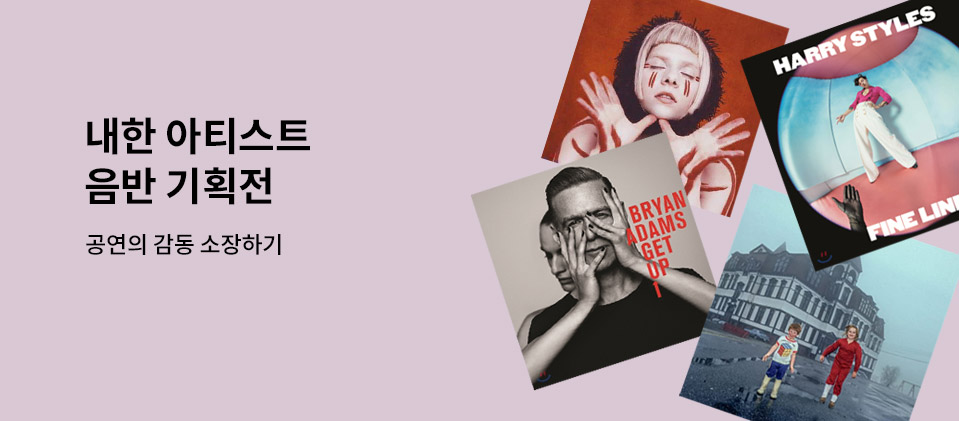 내한 아티스트
음반 기획전
공연의 감동 소장하기
HARRY STYLES
FINE LINE
BRYAN
ADAMS
GET
UP
1